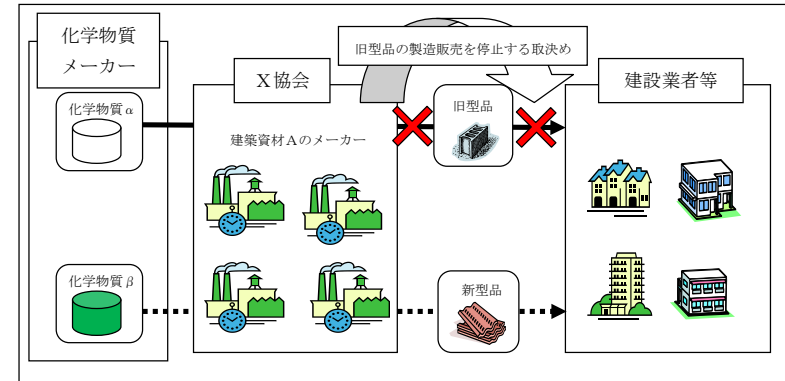 化学物質
メーカー
化学物質α
化学物質β
X協会
建築資材Aのメーカー
旧型品の製造販売を停止する取決め
旧型品
新型品
建設業者等